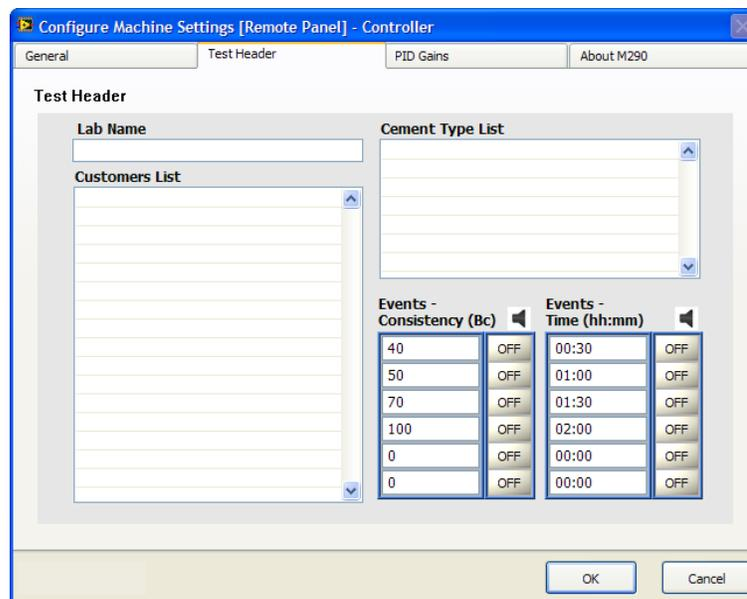 Configure Machine Settings [Remote Panel] - Controller
General Test Header PID Gains About M290
Test Header
Lab Name
Customers List
Cement Type List
Events -
Consistency (Bc)
Events -
Time (hh:mm)
40 OFF 00:30 OFF
50 OFF 01:00 OFF
70 OFF 01:30 OFF
100 OFF 02:00 OFF
0 OFF 00:00 OFF
0 OFF 00:00 OFF
OK Cancel